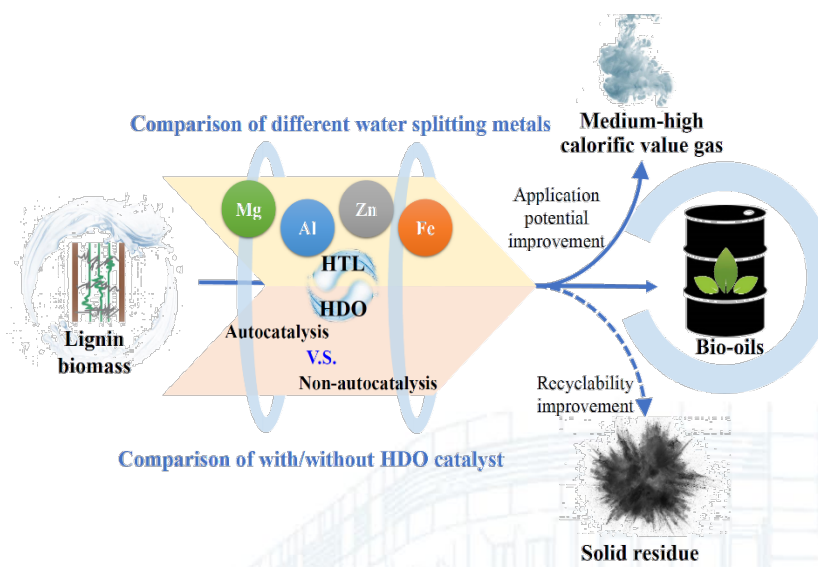 Comparison of different water splitting metals
Medium-high
calorific value gas
Mg
Al
Zn
Fe
Application
potential
improvement
HTL
HDO
Lignin
biomass
Autocatalysis
V.S.
Non-autocatalysis
Bio-oils
Recyclability
improvement
Comparison of with/without HDO catalyst
Solid residue